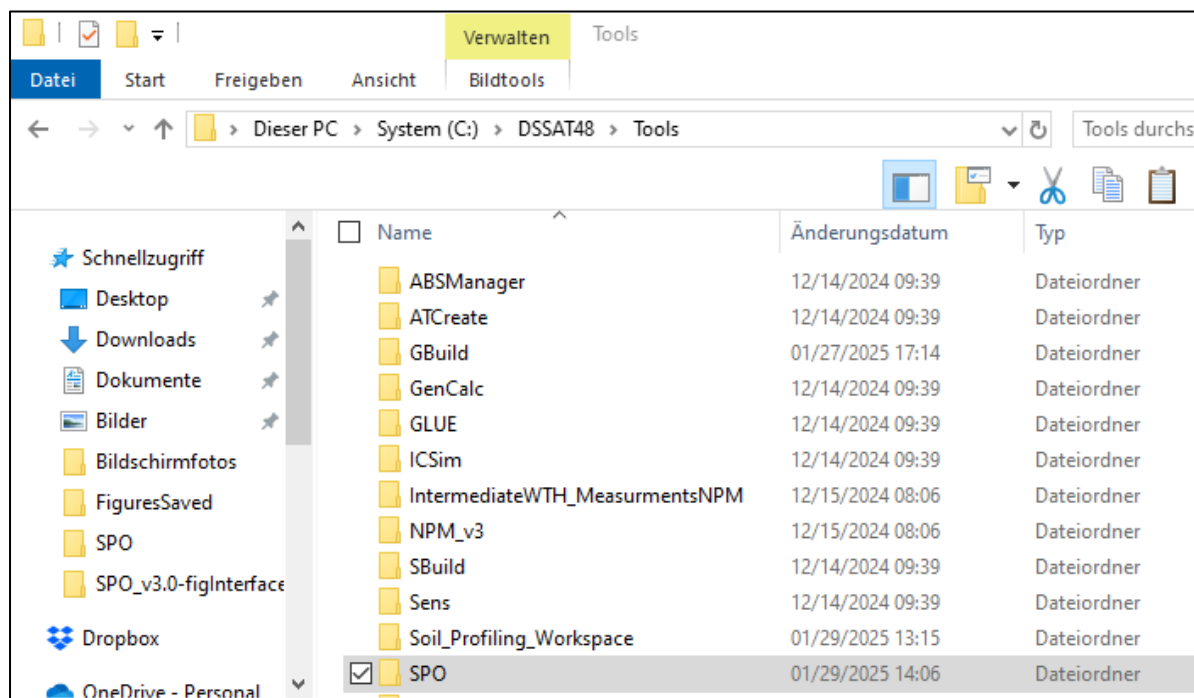 Verwalten Tools
Datei Start Freigeben Ansicht Bildtools
Dieser PC > System (C:) > DSSAT48 > Tools Tools durchs
Name Änderungsdatum Typ
Schnellzugriff
Desktop
Downloads
Dokumente
Bilder
Bildschirmfotos
FiguresSaved
SPO
SPO_v3.0-figInterface
Dropbox
OneDrive - Personal
ABSManager 12/14/2024 09:39 Dateiordner
ATCreate 12/14/2024 09:39 Dateiordner
GBuild 01/27/2025 17:14 Dateiordner
GenCalc 12/14/2024 09:39 Dateiordner
GLUE 12/14/2024 09:39 Dateiordner
ICSim 12/14/2024 09:39 Dateiordner
IntermediateWTH_MeasurmentsNPM 12/15/2024 08:06 Dateiordner
NPM_v3 12/15/2024 08:06 Dateiordner
SBuild 12/14/2024 09:39 Dateiordner
Sens 12/14/2024 09:39 Dateiordner
Soil_Profiling_Workspace 01/29/2025 13:15 Dateiordner
SPO 01/29/2025 14:06 Dateiordner